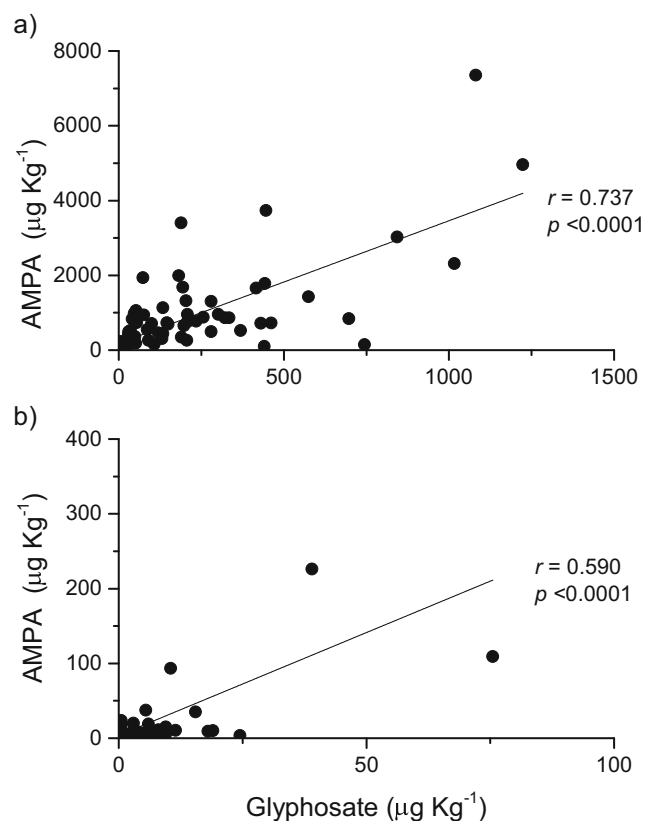 a)
8000
6000
4000
2000
0
AMPA (μg Kg⁻¹)
r = 0.737
p <0.0001
0 500 1000 1500
b)
400
300
200
100
50
0
AMPA (μg Kg⁻¹)
r = 0.590
p <0.0001
0 50 100
Glyphosate (μg Kg⁻¹)